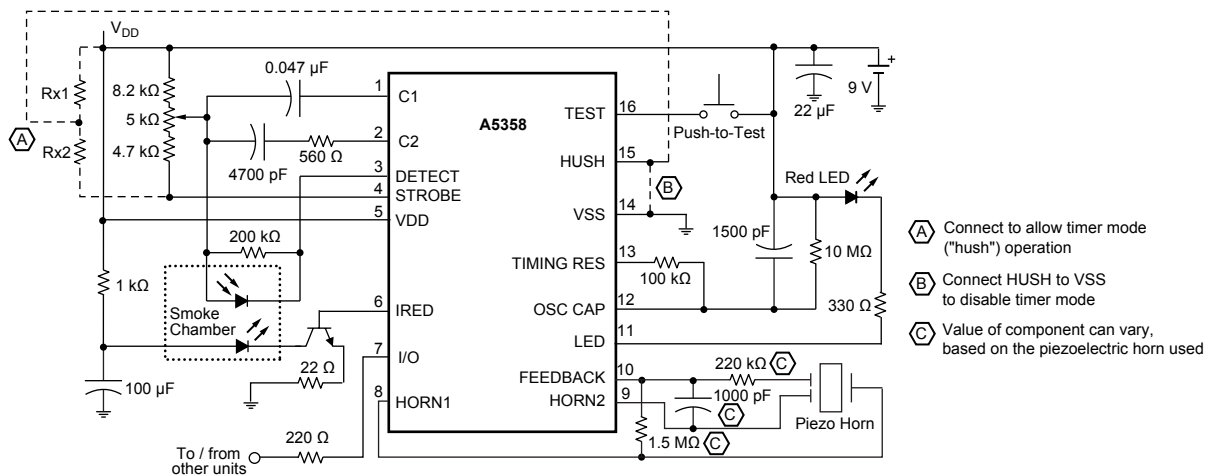 V_DD
Rx1
Rx2
A
8.2 kΩ
5 kΩ
4.7 kΩ
0.047 µF
4700 pF
560 Ω
200 kΩ
1 kΩ
Smoke
Chamber
100 µF
22 Ω
220 Ω
To / from
other units
A5358
1
C1
2
C2
3
DETECT
4
STROBE
5
VDD
6
IRED
7
I/O
8
HORN1
TEST
16
HUSH
15
VSS
14
TIMING RES
13
OSC CAP
12
LED
11
FEEDBACK
10
HORN2
9
Push-to-Test
B
22 µF
9 V
+
Red LED
1500 pF
10 MΩ
100 kΩ
330 Ω
220 kΩ
C
1000 pF
C
1.5 MΩ
C
Piezo Horn
A Connect to allow timer mode
("hush") operation
B Connect HUSH to VSS
to disable timer mode
C Value of component can vary,
based on the piezoelectric horn used